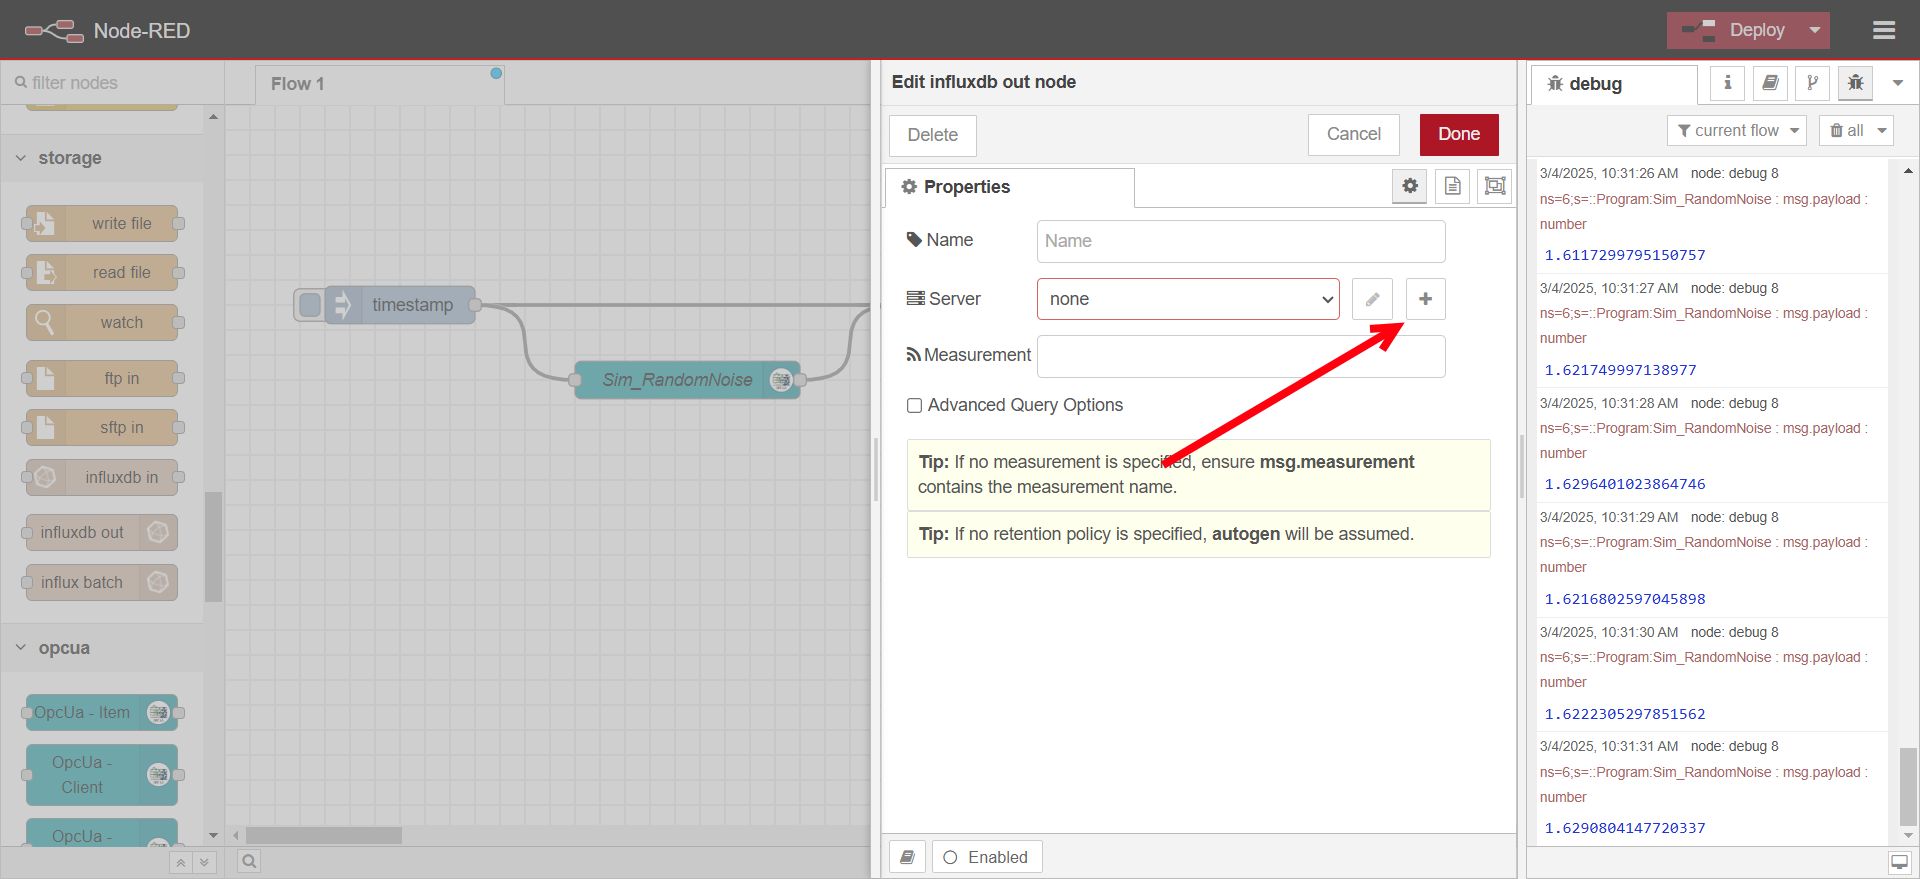 Node-RED
Deploy
filter nodes
storage
write file
read file
watch
ftp in
sftp in
influxdb in
influxdb out
influx batch
opcua
OpcUa - Item
OpcUa -
Client
OpcUa -
Flow 1
timestamp
Sim_RandomNoise
Edit influxdb out node
Delete
Cancel
Done
Properties
Name
Name
Server
none
Measurement
Advanced Query Options
Tip: If no measurement is specified, ensure msg.measurement
contains the measurement name.
Tip: If no retention policy is specified, autogen will be assumed.
Enabled
debug
i
current flow
all
3/4/2025, 10:31:26 AM node: debug 8
ns=6;s=::Program:Sim_RandomNoise : msg.payload :
number
1.6117299795150757
3/4/2025, 10:31:27 AM node: debug 8
ns=6;s=::Program:Sim_RandomNoise : msg.payload :
number
1.621749997138977
3/4/2025, 10:31:28 AM node: debug 8
ns=6;s=::Program:Sim_RandomNoise : msg.payload :
number
1.6296401023864746
3/4/2025, 10:31:29 AM node: debug 8
ns=6;s=::Program:Sim_RandomNoise : msg.payload :
number
1.6216802597045898
3/4/2025, 10:31:30 AM node: debug 8
ns=6;s=::Program:Sim_RandomNoise : msg.payload :
number
1.6222305297851562
3/4/2025, 10:31:31 AM node: debug 8
ns=6;s=::Program:Sim_RandomNoise : msg.payload :
number
1.6290804147720337